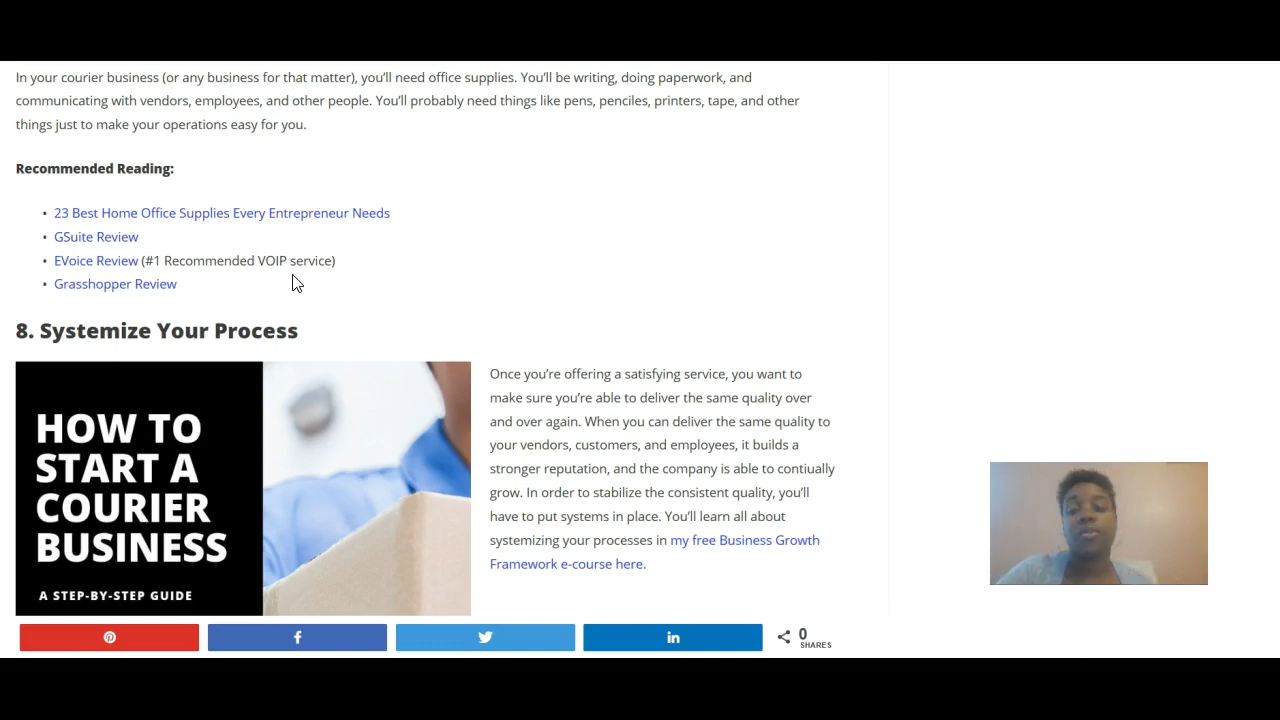 In your courier business (or any business for that matter), you'll need office supplies. You'll be writing, doing paperwork, and
communicating with vendors, employees, and other people. You'll probably need things like pens, penciles, printers, tape, and other
things just to make your operations easy for you.
Recommended Reading:
• 23 Best Home Office Supplies Every Entrepreneur Needs
• GSuite Review
• EVoice Review (#1 Recommended VOIP service)
• Grasshopper Review
8. Systemize Your Process
HOW TO
START A
COURIER
BUSINESS
A STEP-BY-STEP GUIDE
Once you're offering a satisfying service, you want to
make sure you're able to deliver the same quality over
and over again. When you can deliver the same quality to
your vendors, customers, and employees, it builds a
stronger reputation, and the company is able to contiually
grow. In order to stabilize the consistent quality, you'll
have to put systems in place. You'll learn all about
systemizing your processes in my free Business Growth
Framework e-course here.
0
SHARES